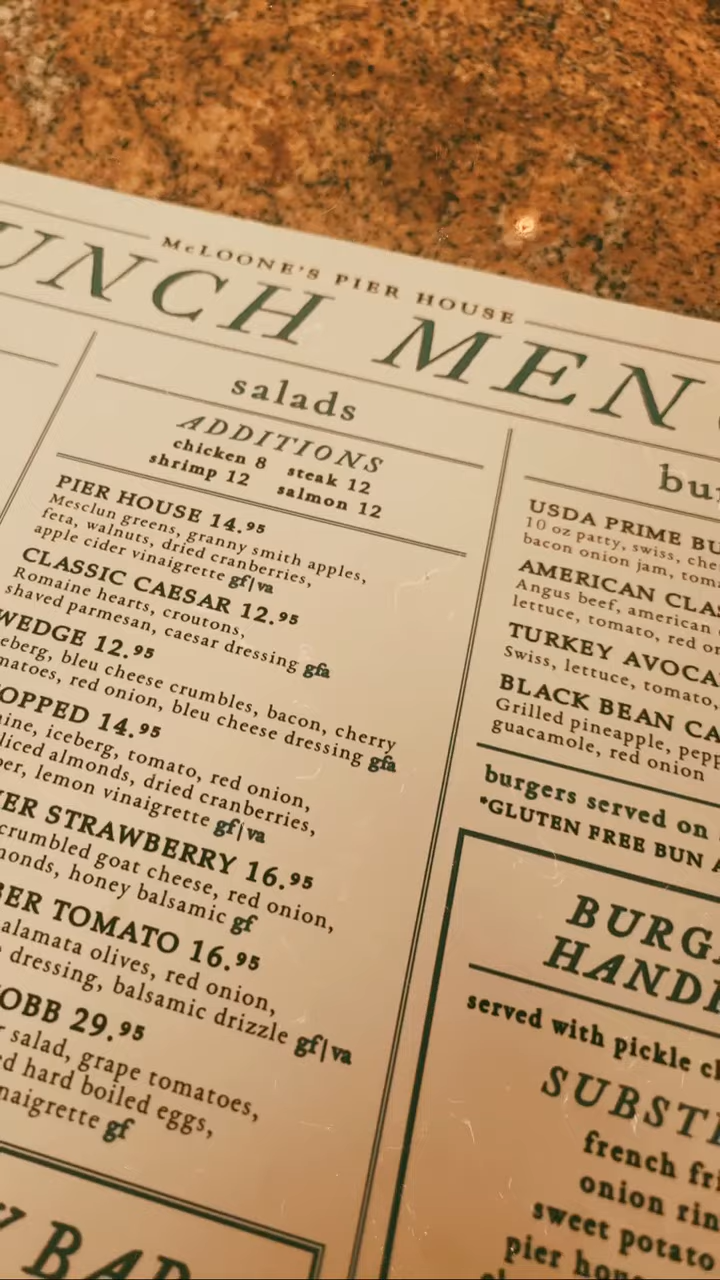 McLOONE'S PIER HOUSE
UNCH MEN
salads
ADDITIONS
chicken 8 steak 12
shrimp 12 salmon 12
PIER HOUSE 14.95
Mesclun greens, granny smith apples,
feta, walnuts, dried cranberries,
apple cider vinaigrette gf|va
CLASSIC CAESAR 12.95
Romaine hearts, croutons,
shaved parmesan, caesar dressing gfa
WEDGE 12.95
eberg, bleu cheese crumbles, bacon, cherry
matoes, red onion, bleu cheese dressing gfa
OPPED 14.95
aine, iceberg, tomato, red onion,
liced almonds, dried cranberries,
er, lemon vinaigrette gf|va
ER STRAWBERRY 16.95
crumbled goat cheese, red onion,
monds, honey balsamic gf
BER TOMATO 16.95
alamata olives, red onion,
dressing, balsamic drizzle gf|va
OBB 29.95
r salad, grape tomatoes,
ed hard boiled eggs,
naigrette gf
BAR
bur
USDA PRIME BU
10 oz patty, swiss, che
bacon onion jam, tom
AMERICAN CLAS
Angus beef, american
lettuce, tomato, red on
TURKEY AVOCA
Swiss, lettuce, tomato,
BLACK BEAN CA
Grilled pineapple, pepp
guacamole, red onion
burgers served on
*GLUTEN FREE BUN A
BURGE
HANDH
served with pickle ch
SUBSTI
french fri
onion rin
sweet potato
pier hou